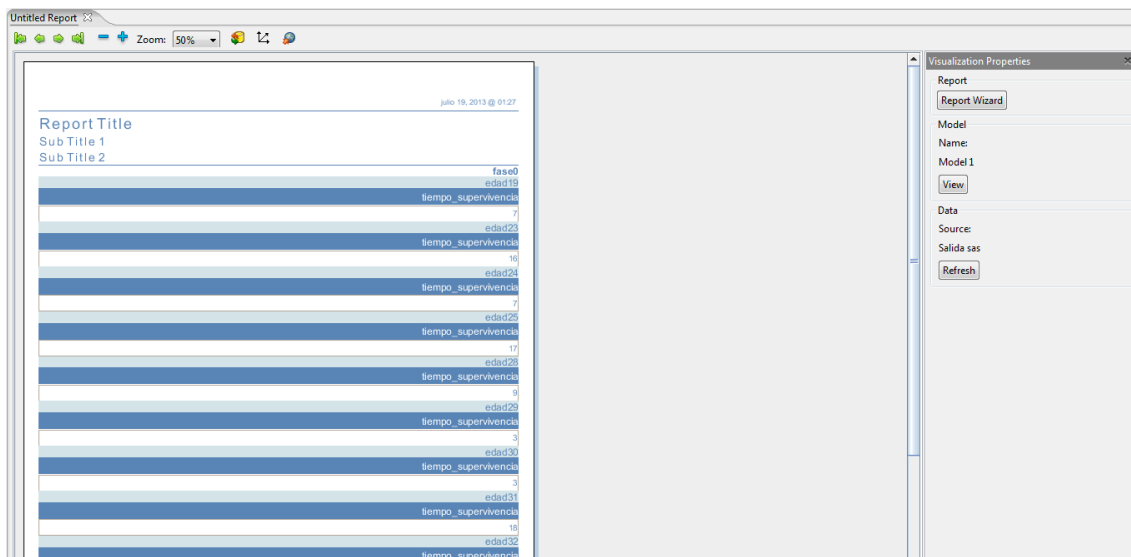 Untitled Report
Zoom: 50%
julio 19, 2013 @ 01:27
Report Title
Sub Title 1
Sub Title 2
fase0
edad19
tiempo_supervivencia
7
edad23
tiempo_supervivencia
16
edad24
tiempo_supervivencia
7
edad25
tiempo_supervivencia
17
edad28
tiempo_supervivencia
9
edad29
tiempo_supervivencia
3
edad30
tiempo_supervivencia
3
edad31
tiempo_supervivencia
18
edad32
tiempo_supervivencia
Visualization Properties
Report
Report Wizard
Model
Name:
Model 1
View
Data
Source:
Salida sas
Refresh